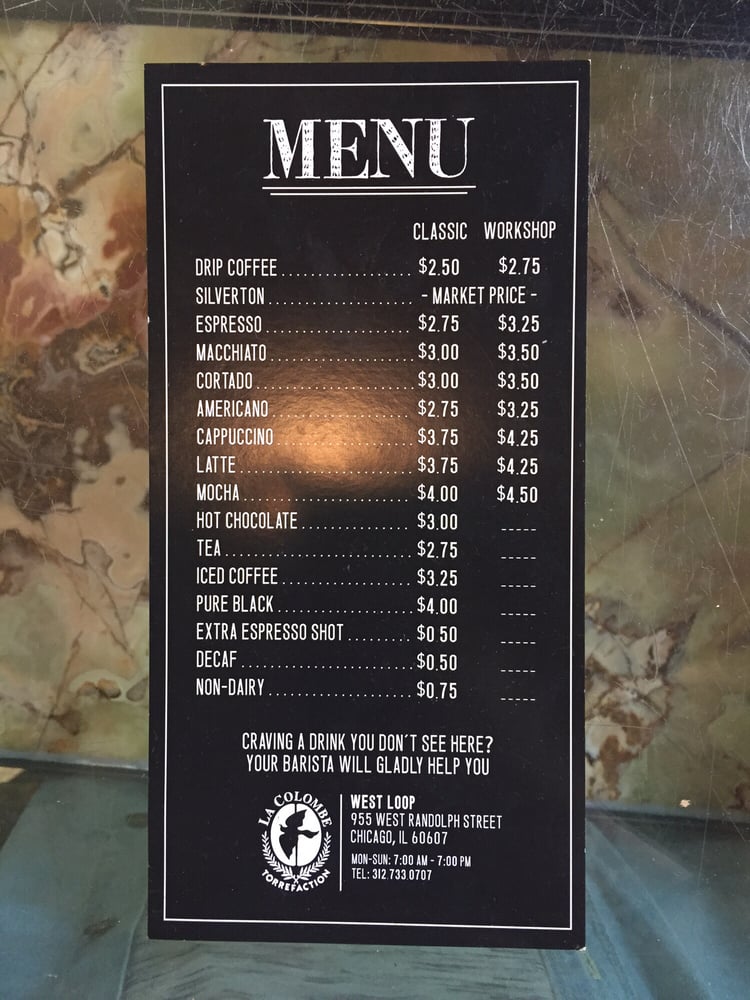 MENU
CLASSIC WORKSHOP
DRIP COFFEE.................. $2.50 $2.75
SILVERTON.................... - MARKET PRICE -
ESPRESSO..................... $2.75 $3.25
MACCHIATO.................... $3.00 $3.50
CORTADO...................... $3.00 $3.50
AMERICANO.................... $2.75 $3.25
CAPPUCCINO................... $3.75 $4.25
LATTE........................ $3.75 $4.25
MOCHA........................ $4.00 $4.50
HOT CHOCOLATE................ $3.00 -----
TEA.......................... $2.75 -----
ICED COFFEE.................. $3.25 -----
PURE BLACK................... $4.00 -----
EXTRA ESPRESSO SHOT......... $0 50 -----
DECAF........................ $0.50 -----
NON-DAIRY.................... $0.75 -----
CRAVING A DRINK YOU DON'T SEE HERE?
YOUR BARISTA WILL GLADLY HELP YOU
LA COLOMBE
TORREFACTION
WEST LOOP
955 WEST RANDOLPH STREET
CHICAGO, IL 60607
MON-SUN: 7:00 AM - 7:00 PM
TEL: 312.733.0707